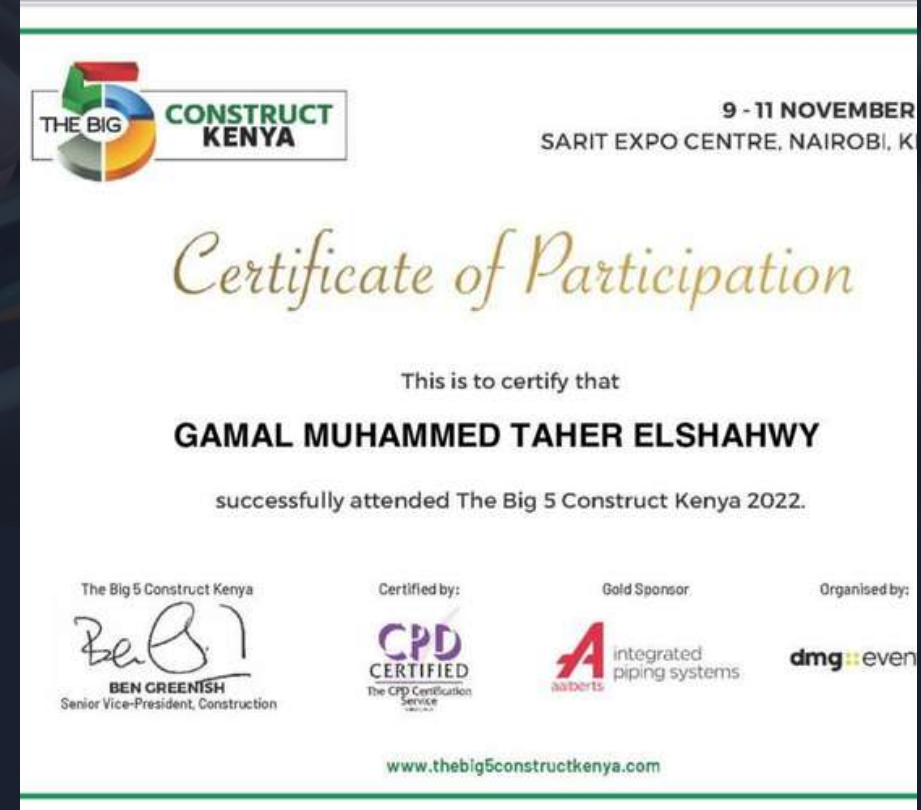 THE BIG 5
CONSTRUCT
KENYA
9 - 11 NOVEMBER
SARIT EXPO CENTRE, NAIROBI, K
Certificate of Participation
This is to certify that
GAMAL MUHAMMED TAHER ELSHAHWY
successfully attended The Big 5 Construct Kenya 2022.
The Big 5 Construct Kenya
BEN GREENISH
Senior Vice-President, Construction
Certified by:
CPD
CERTIFIED
The CPD Certification
Service
Gold Sponsor
aalberts
integrated
piping systems
Organised by:
dmg::even
www.thebig5constructkenya.com